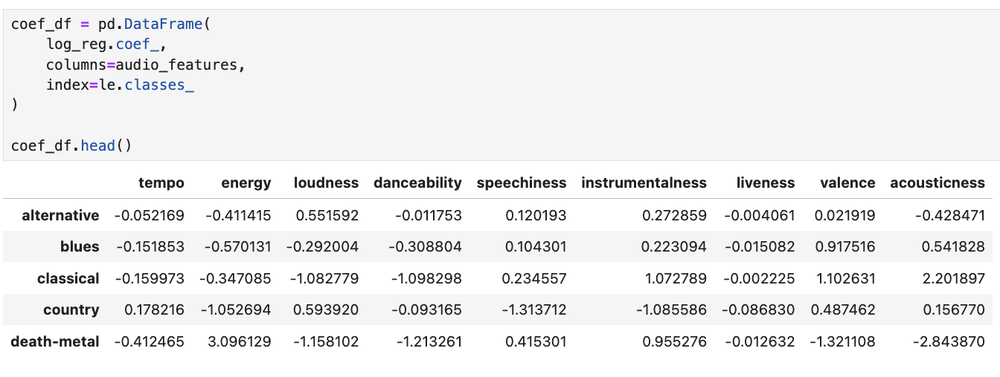 coef_df = pd.DataFrame(
    log_reg.coef_,
    columns=audio_features,
    index=le.classes_
)
coef_df.head()
tempo energy loudness danceability speechiness instrumentalness liveness valence acousticness
alternative -0.052169 -0.411415 0.551592 -0.011753 0.120193 0.272859 -0.004061 0.021919 -0.428471
blues -0.151853 -0.570131 -0.292004 -0.308804 0.104301 0.223094 -0.015082 0.917516 0.541828
classical -0.159973 -0.347085 -1.082779 -1.098298 0.234557 1.072789 -0.002225 1.102631 2.201897
country 0.178216 -1.052694 0.593920 -0.093165 -1.313712 -1.085586 -0.086830 0.487462 0.156770
death-metal -0.412465 3.096129 -1.158102 -1.213261 0.415301 0.955276 -0.012632 -1.321108 -2.843870